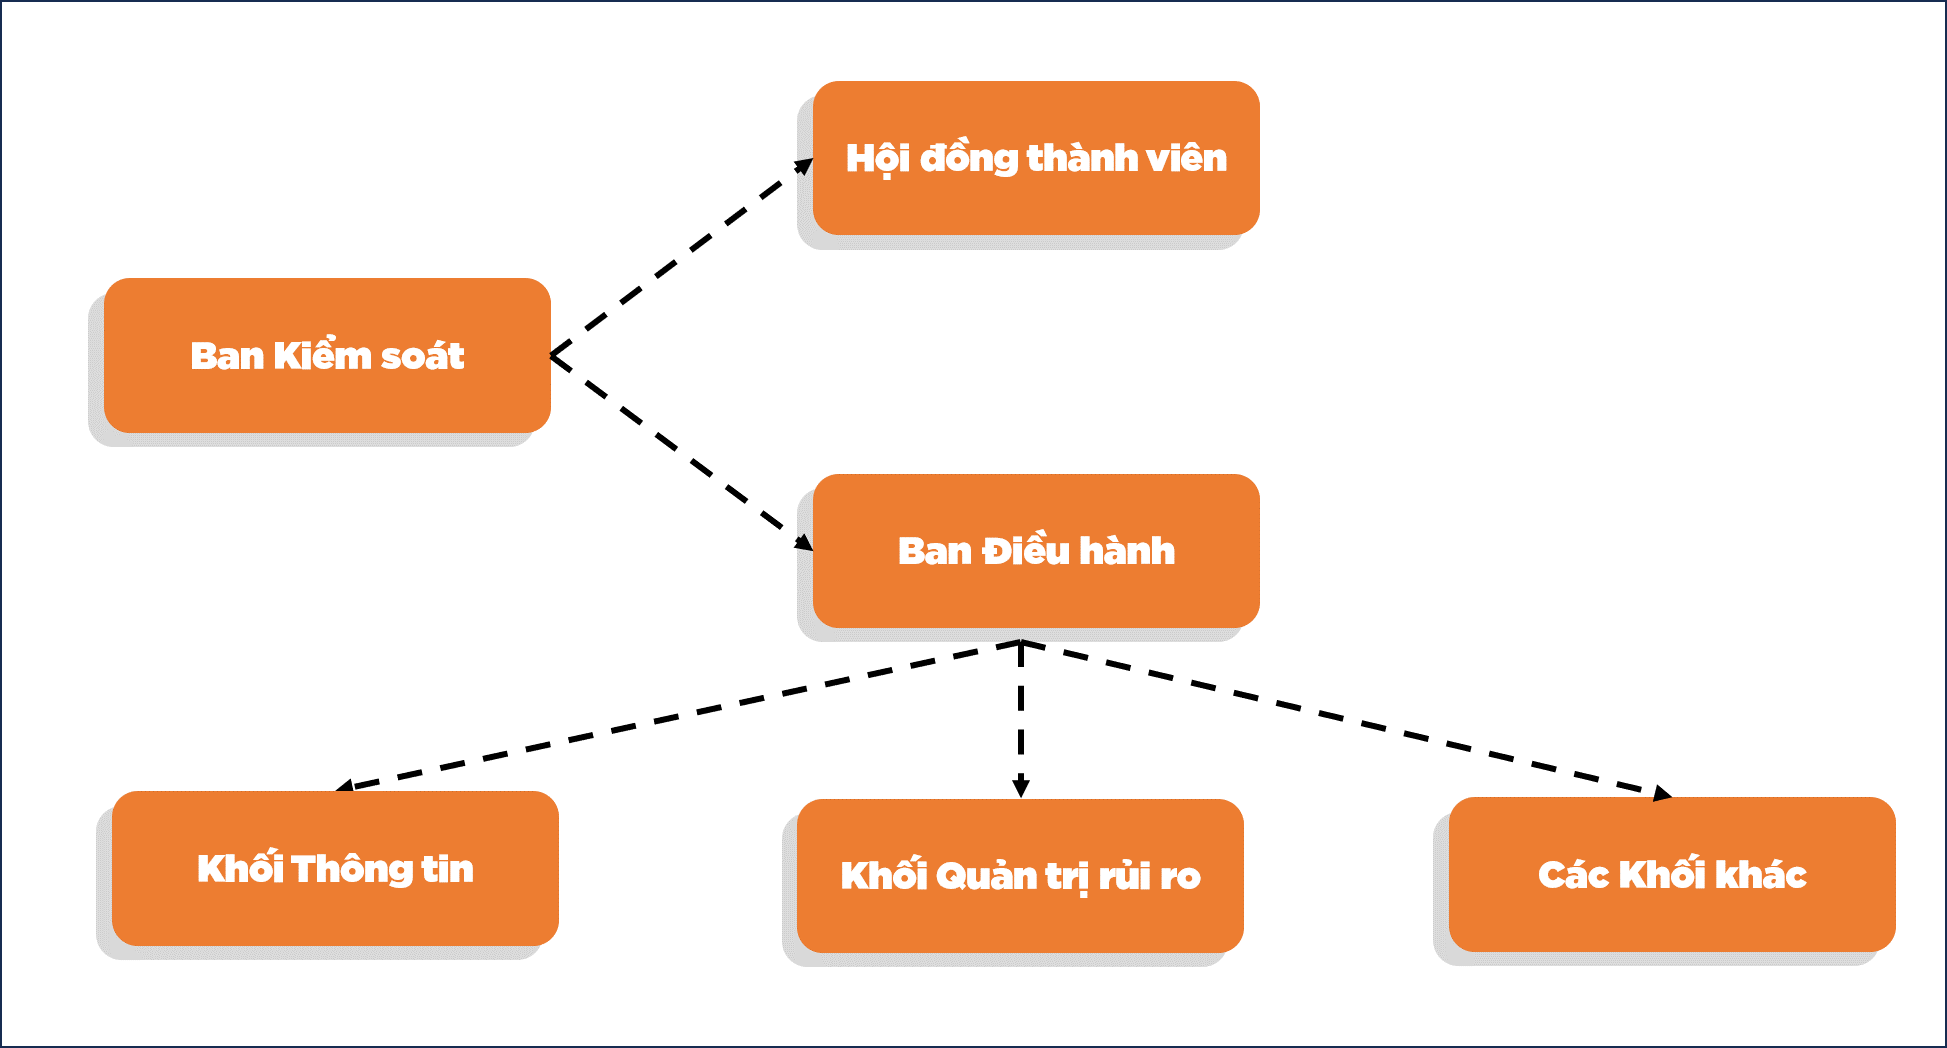 Hội đồng thành viên
Ban Kiểm soát
Ban Điều hành
Khối Thông tin
Khối Quản trị rủi ro
Các Khối khác